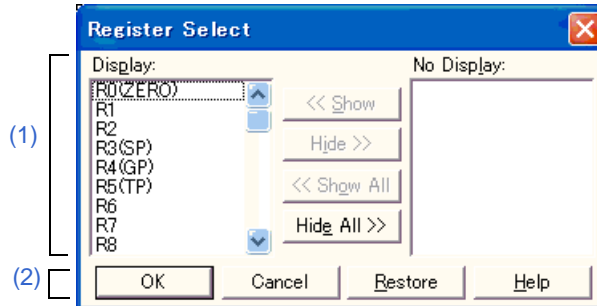 Register Select
Display:
No Display:
R0(ZERO)
R1
R2
R3(SP)
R4(GP)
R5(TP)
R6
R7
R8
<< Show
Hide >>
<< Show All
Hide All >>
(1)
(2)
OK
Cancel
Restore
Help